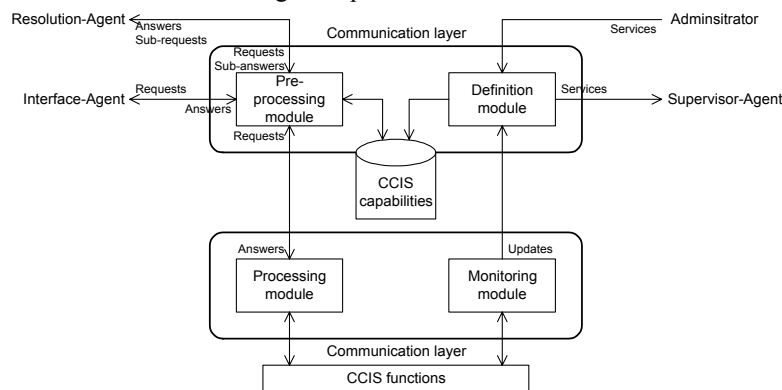 Resolution-Agent
Answers
Sub-requests
Communication layer
Services
Adminsitrator
Requests
Sub-answers
Interface-Agent
Requests
Answers
Pre-
processing
module
Requests
Definition
module
Services
Supervisor-Agent
CCIS
capabilities
Answers
Processing
module
Updates
Monitoring
module
Communication layer
CCIS functions